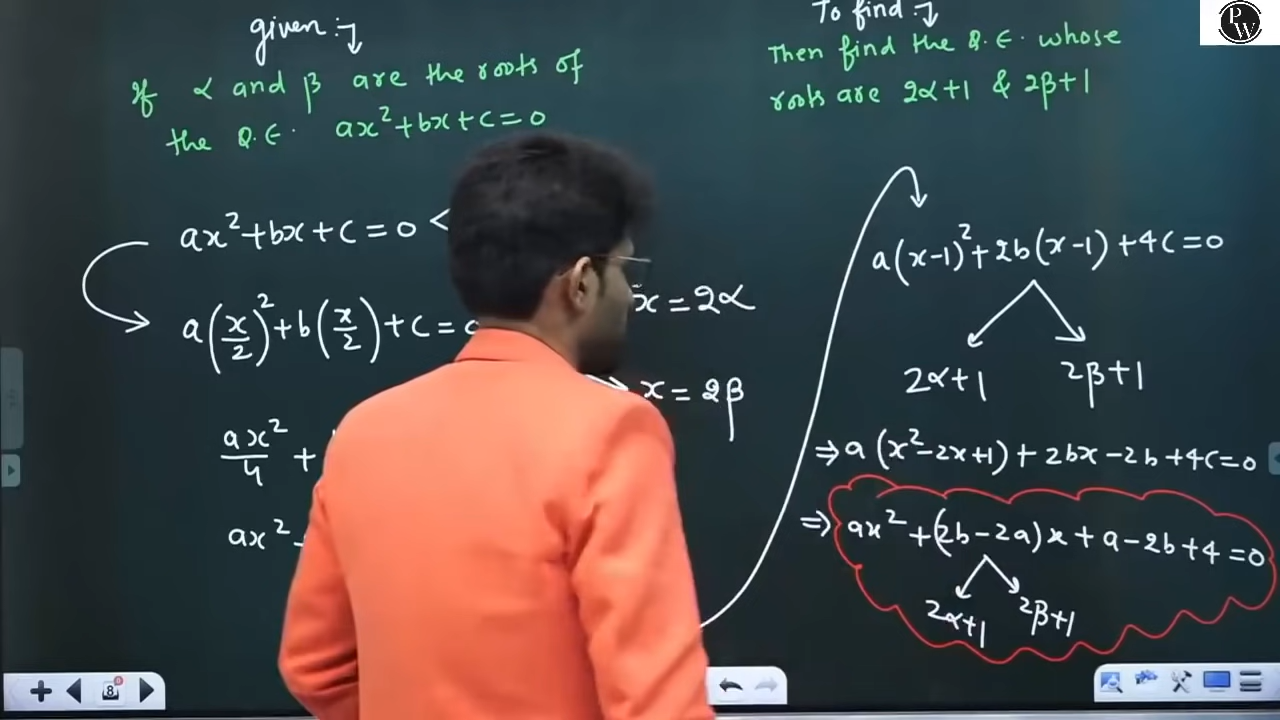 given :-
If α and β are the roots of
the Q.E. ax²+bx+c=0
ax²+bx+c=0 <
a(x/2)²+b(x/2)+c=
ax²/4 +
ax²-
x=2α
x=2β
To find :-
Then find the Q.E. whose
roots are 2α+1 & 2β+1
a(x-1)²+2b(x-1)+4c=0
2α+1 2β+1
⇒a(x²-2x+1)+2bx-2b+4c=0
⇒ax²+(2b-2a)x+a-2b+4=0
2α+1 2β+1
PW
8